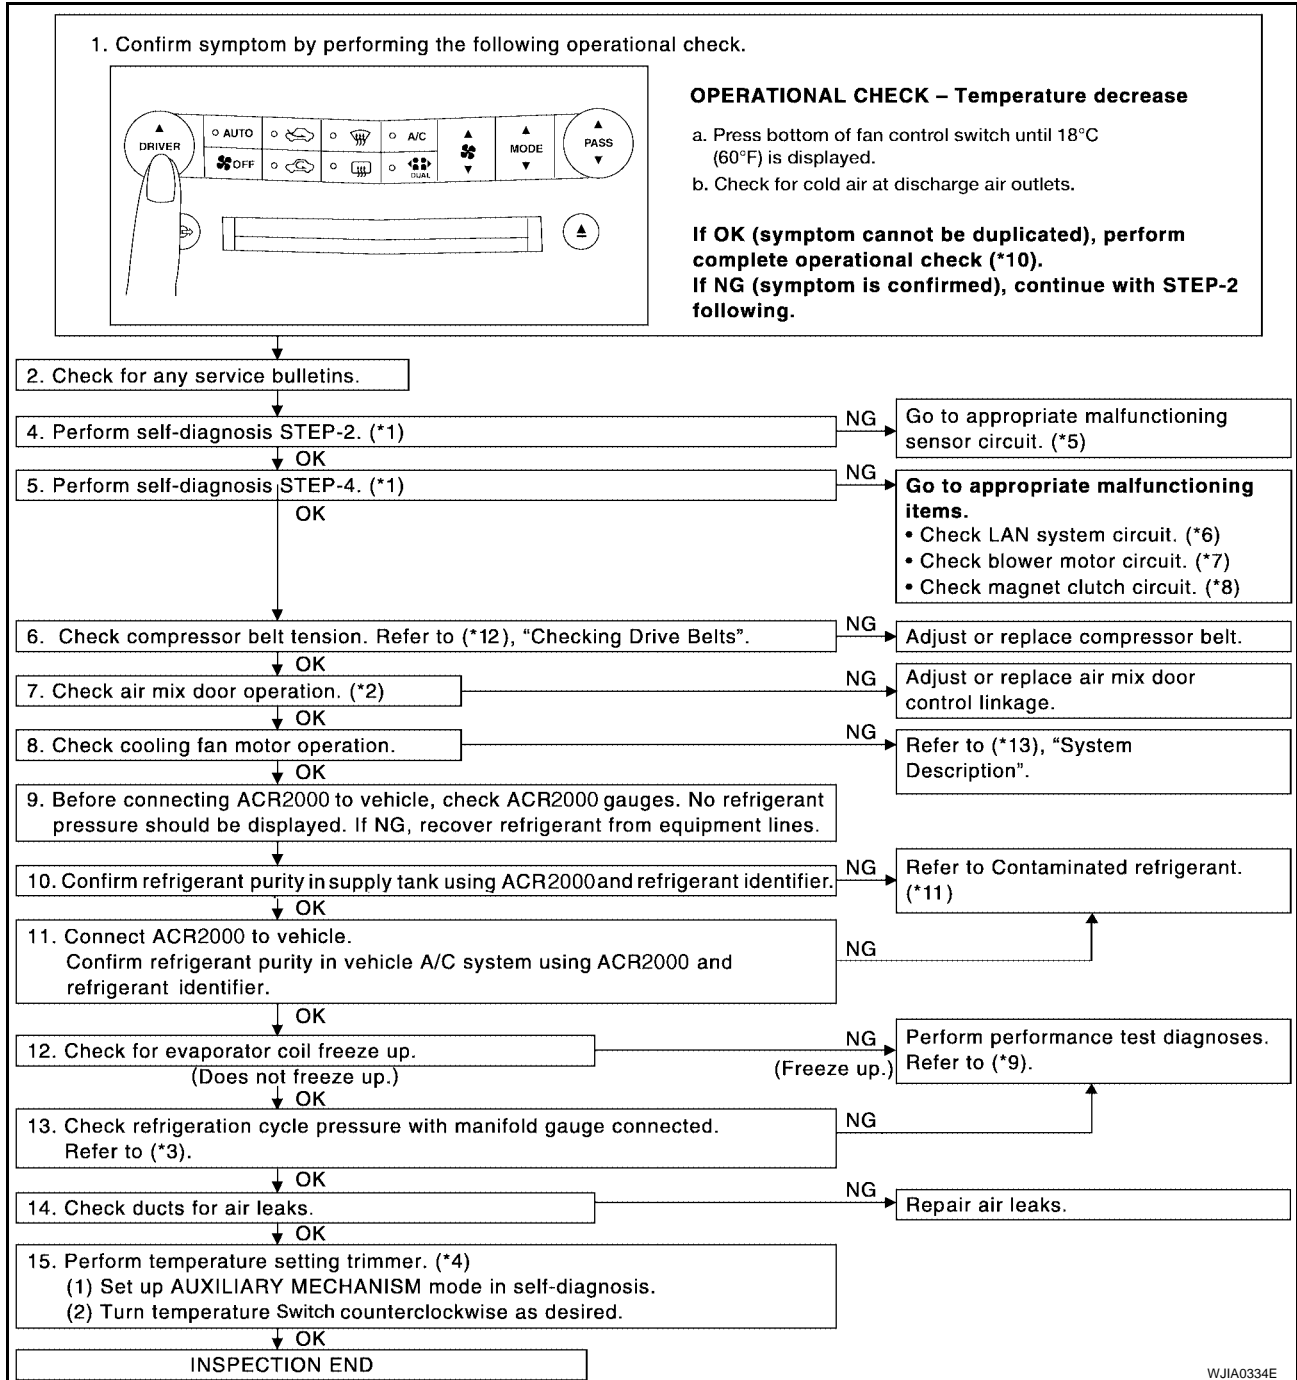 1. Confirm symptom by performing the following operational check.
DRIVER
AUTO
OFF
A/C
DUAL
MODE
PASS
OPERATIONAL CHECK – Temperature decrease
a. Press bottom of fan control switch until 18°C
(60°F) is displayed.
b. Check for cold air at discharge air outlets.
If OK (symptom cannot be duplicated), perform
complete operational check (*10).
If NG (symptom is confirmed), continue with STEP-2
following.
2. Check for any service bulletins.
4. Perform self-diagnosis STEP-2. (*1)
NG
Go to appropriate malfunctioning
sensor circuit. (*5)
OK
5. Perform self-diagnosis STEP-4. (*1)
NG
Go to appropriate malfunctioning
items.
• Check LAN system circuit. (*6)
• Check blower motor circuit. (*7)
• Check magnet clutch circuit. (*8)
OK
6. Check compressor belt tension. Refer to (*12), “Checking Drive Belts”.
NG
Adjust or replace compressor belt.
OK
7. Check air mix door operation. (*2)
NG
Adjust or replace air mix door
control linkage.
OK
8. Check cooling fan motor operation.
NG
Refer to (*13), “System
Description”.
OK
9. Before connecting ACR2000 to vehicle, check ACR2000 gauges. No refrigerant
pressure should be displayed. If NG, recover refrigerant from equipment lines.
10. Confirm refrigerant purity in supply tank using ACR2000 and refrigerant identifier.
NG
Refer to Contaminated refrigerant.
(*11)
OK
11. Connect ACR2000 to vehicle.
Confirm refrigerant purity in vehicle A/C system using ACR2000 and
refrigerant identifier.
NG
OK
12. Check for evaporator coil freeze up.
(Does not freeze up.)
NG
(Freeze up.)
Perform performance test diagnoses.
Refer to (*9).
OK
13. Check refrigeration cycle pressure with manifold gauge connected.
Refer to (*3).
NG
OK
14. Check ducts for air leaks.
NG
Repair air leaks.
OK
15. Perform temperature setting trimmer. (*4)
(1) Set up AUXILIARY MECHANISM mode in self-diagnosis.
(2) Turn temperature Switch counterclockwise as desired.
OK
INSPECTION END
WJIA0334E